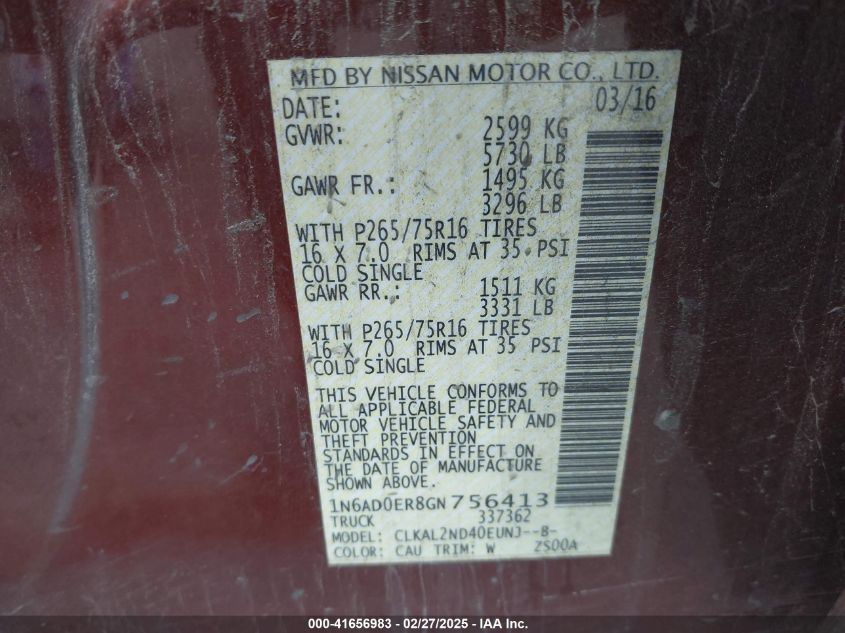 MFD BY NISSAN MOTOR CO., LTD.
DATE: 03/16
GVWR: 2599 KG
5730 LB
GAWR FR.: 1495 KG
3296 LB
WITH P265/75R16 TIRES
16 X 7.0 RIMS AT 35 PSI
COLD SINGLE
GAWR RR.: 1511 KG
3331 LB
WITH P265/75R16 TIRES
16 X 7.0 RIMS AT 35 PSI
COLD SINGLE
THIS VEHICLE CONFORMS TO
ALL APPLICABLE FEDERAL
MOTOR VEHICLE SAFETY AND
THEFT PREVENTION
STANDARDS IN EFFECT ON
THE DATE OF MANUFACTURE
SHOWN ABOVE.
1N6AD0ER8GN756413
TRUCK 337362
MODEL: CLKAL2ND40EUNJ--B-
COLOR: CAU TRIM: W ZS00A
000-41656983 - 02/27/2025 - IAA Inc.